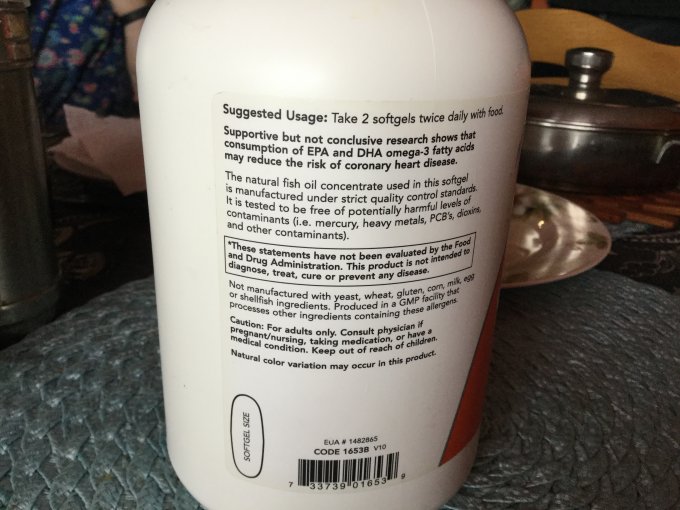 Suggested Usage: Take 2 softgels twice daily with food.
Supportive but not conclusive research shows that
consumption of EPA and DHA omega-3 fatty acids
may reduce the risk of coronary heart disease.
The natural fish oil concentrate used in this softgel
is manufactured under strict quality control standards.
It is tested to be free of potentially harmful levels of
contaminants (i.e. mercury, heavy metals, PCB's, dioxins,
and other contaminants).
*These statements have not been evaluated by the Food
and Drug Administration. This product is not intended to
diagnose, treat, cure or prevent any disease.
Not manufactured with yeast, wheat, gluten, corn, milk, egg
or shellfish ingredients. Produced in a GMP facility that
processes other ingredients containing these allergens.
Caution: For adults only. Consult physician if
pregnant/nursing, taking medication, or have a
medical condition. Keep out of reach of children.
Natural color variation may occur in this product.
SOFTGEL SIZE
EUA # 1482865
CODE 1653B V10
7 33739 01653 9